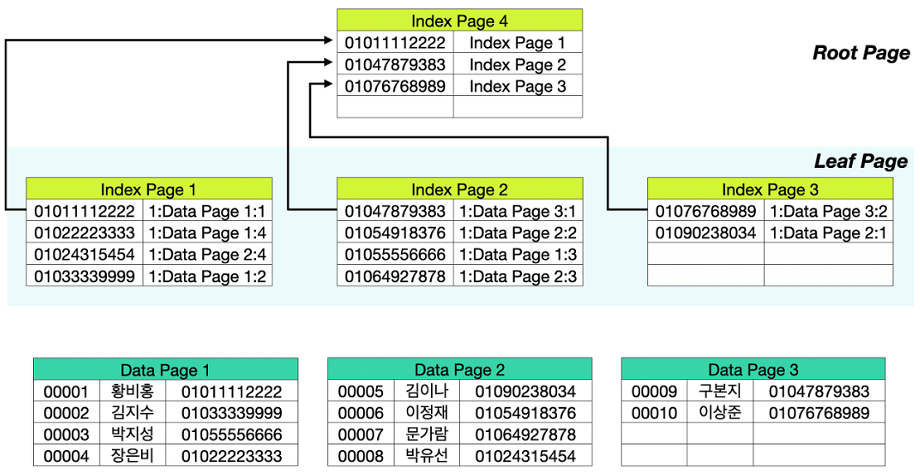 Index Page 4
01011112222 Index Page 1
01047879383 Index Page 2
01076768989 Index Page 3
Root Page
Leaf Page
Index Page 1
01011112222 1:Data Page 1:1
01022223333 1:Data Page 1:4
01024315454 1:Data Page 2:4
01033339999 1:Data Page 1:2
Index Page 2
01047879383 1:Data Page 3:1
01054918376 1:Data Page 2:2
01055556666 1:Data Page 1:3
01064927878 1:Data Page 2:3
Index Page 3
01076768989 1:Data Page 3:2
01090238034 1:Data Page 2:1
Data Page 1
00001 황비홍 01011112222
00002 김지수 01033339999
00003 박지성 01055556666
00004 장은비 01022223333
Data Page 2
00005 김이나 01090238034
00006 이정재 01054918376
00007 문가람 01064927878
00008 박유선 01024315454
Data Page 3
00009 구본지 01047879383
00010 이상준 01076768989